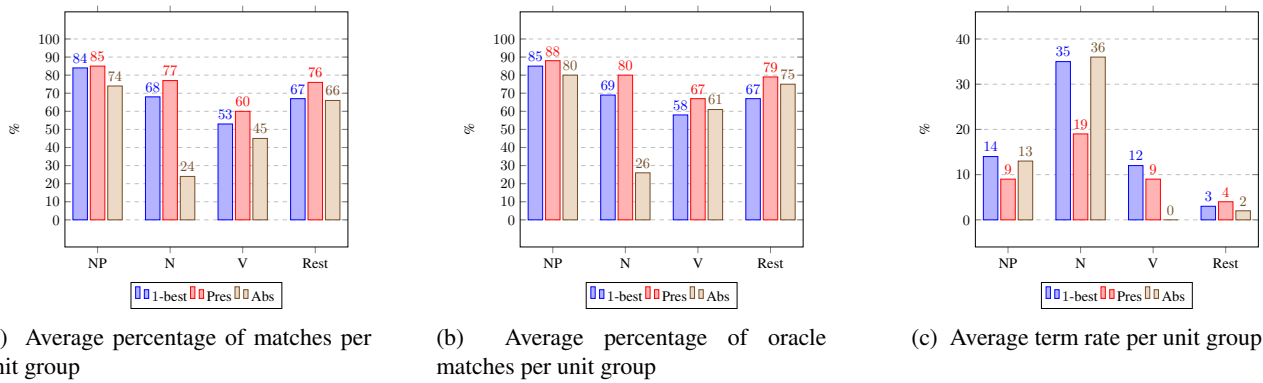 100
90
80
70
60
50
40
30
20
10
0
%
84 85 74
68 77 24
53 60 45
67 76 66
NP N V Rest
1-best Pres Abs
) Average percentage of matches per
nit group
100
90
80
70
60
50
40
30
20
10
0
%
85 88 80
69 80 26
58 67 61
67 79 75
NP N V Rest
1-best Pres Abs
(b) Average percentage of oracle
matches per unit group
40
30
20
10
0
%
14 9 13
35 19 36
12 9 0
3 4 2
NP N V Rest
1-best Pres Abs
(c) Average term rate per unit group